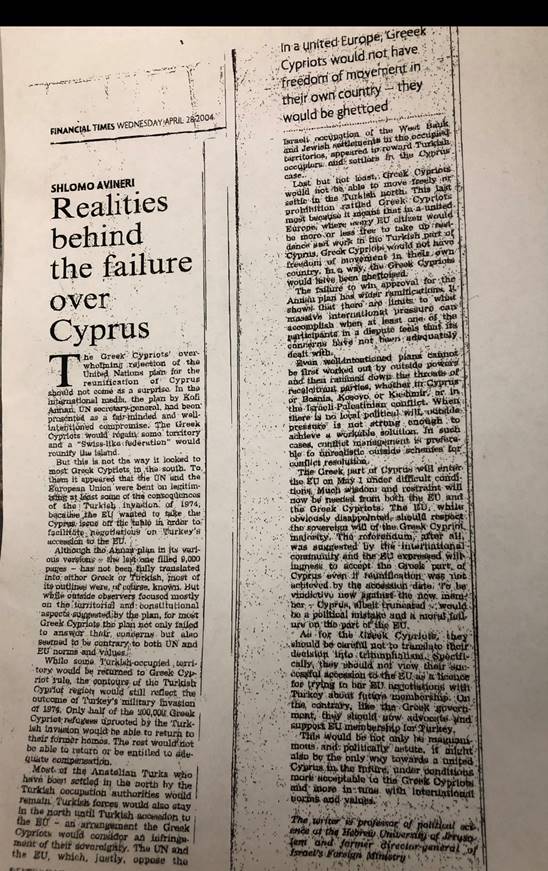 FINANCIAL TIMES WEDNESDAY APRIL 28 2004
SHLOMO AVINERI
Realities
behind
the failure
over
Cyprus
The Greek Cypriots' over-
whelming rejection of the
United Nations plan for the
reunification of Cyprus
should not come as a surprise. In the
international media, the plan by Kofi
Annan, UN secretary-general, had been
presented as a fair-minded and well-
intentioned compromise. The Greek
Cypriots would regain some territory
and a "Swiss-like federation" would
reunify the island.
But this is not the way it looked to
most Greek Cypriots in the south. To
them it appeared that the UN and the
European Union were bent on legitim-
ising at least some of the consequences
of the Turkish invasion of 1974,
because the EU wanted to take the
Cyprus issue off the table in order to
facilitate negotiations on Turkey's
accession to the EU.
Although the Annan plan in its vari-
ous versions - the last one filled 9,000
pages - has not been fully translated
into either Greek or Turkish, most of
its outlines were, of course, known. But
while outside observers focused mostly
on the territorial and constitutional
aspects suggested by the plan, for most
Greek Cypriots the plan not only failed
to answer their concerns but also
seemed to be contrary to both UN and
EU norms and values.
While some Turkish-occupied terri-
tory would be returned to Greek Cyp-
riot rule, the contours of the Turkish
Cypriot region would still reflect the
outcome of Turkey's military invasion
of 1974. Only half of the 200,000 Greek
Cypriot refugees uprooted by the Turk-
ish invasion would be able to return to
their former homes. The rest would not
be able to return or be entitled to ade-
quate compensation.
Most of the Anatolian Turks who
have been settled in the north by the
Turkish occupation authorities would
remain. Turkish forces would also stay
in the north until Turkish accession to
the EU - an arrangement the Greek
Cypriots would consider an infringe-
ment of their sovereignty. The UN and
the EU, which, justly, oppose the
In a united Europe, Greeek
Cypriots would not have
freedom of movement in
their own country – they
would be ghettoed
Israeli occupation of the West Bank
and Jewish settlements in the occupied
territories, appeared to reward Turkish
occupiers and settlers in the Cyprus
case.
Last but not least, Greek Cypriots
would not be able to move freely or
settle in the Turkish north. This last
prohibition rattled Greek Cypriots
most because it meant that in a united
Europe, where every EU citizen would
be more or less free to take up resi-
dence and work in the Turkish part of
Cyprus, Greek Cypriots would not have
freedom of movement in their own
country. In a way, the Greek Cypriots
would have been ghettoised.
The failure to win approval for the
Annan plan has wider ramifications. It
shows that there are limits to what
massive international pressure can
accomplish when at least one of the
participants in a dispute feels that its
concerns have not been adequately
dealt with.
Even well-intentioned plans cannot
be first worked out by outside powers
and then rammed down the throats of
recalcitrant parties, whether in Cyprus
or Bosnia, Kosovo or Kashmir, or in
the Israeli-Palestinian conflict. When
there is no local political will, outside
pressure is not strong enough to
achieve a workable solution. In such
cases, conflict management is prefera-
ble to unrealistic outside schemes for
conflict resolution.
The Greek part of Cyprus will enter
the EU on May 1 under difficult condi-
tions. Much wisdom and restraint will
now be needed from both the EU and
the Greek Cypriots. The EU, while
obviously disappointed, should respect
the sovereign will of the Greek Cypriot
majority. The referendum, after all,
was suggested by the international
community and the EU expressed will-
ingness to accept the Greek part of
Cyprus even if reunification was not
achieved by the accession date. To be
vindictive now against the new mem-
ber - Cyprus, albeit truncated - would
be a political mistake and a moral fail-
ure on the part of the EU.
As for the Greek Cypriots, they
should be careful not to translate their
decision into triumphalism. Specifi-
cally, they should not view their suc-
cessful accession to the EU as a licence
for trying to bar EU negotiations with
Turkey about future membership. On
the contrary, like the Greek govern-
ment, they should now advocate and
support EU membership for Turkey.
This would be not only be magnani-
mous and politically astute, it might
also be the only way towards a united
Cyprus in the future, under conditions
more acceptable to the Greek Cypriots
and more in tune with international
norms and values.
The writer is professor of political sci-
ence at the Hebrew University of Jerusa-
lem and former director-general of
Israel's Foreign Ministry